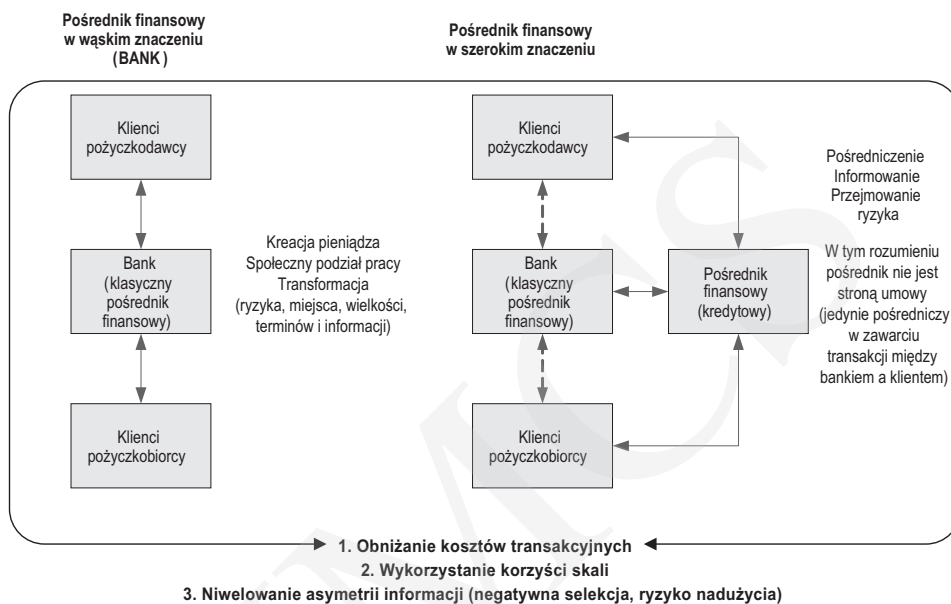 Pośrednik finansowy
w wąskim znaczeniu
(BANK)
Pośrednik finansowy
w szerokim znaczeniu
Klienci
pożyczkodawcy
Bank
(klasyczny
pośrednik
finansowy)
Klienci
pożyczkobiorcy
Kreacja pieniądza
Społeczny podział pracy
Transformacja
(ryzyka, miejsca, wielkości,
terminów i informacji)
Klienci
pożyczkodawcy
Bank
(klasyczny
pośrednik
finansowy)
Klienci
pożyczkobiorcy
Pośrednik
finansowy
(kredytowy)
Pośredniczenie
Informowanie
Przejmowanie
ryzyka
W tym rozumieniu
pośrednik nie jest
stroną umowy
(jedynie pośredniczy
w zawarciu
transakcji między
bankiem a klientem)
1. Obniżanie kosztów transakcyjnych
2. Wykorzystanie korzyści skali
3. Niwelowanie asymetrii informacji (negatywna selekcja, ryzyko nadużycia)